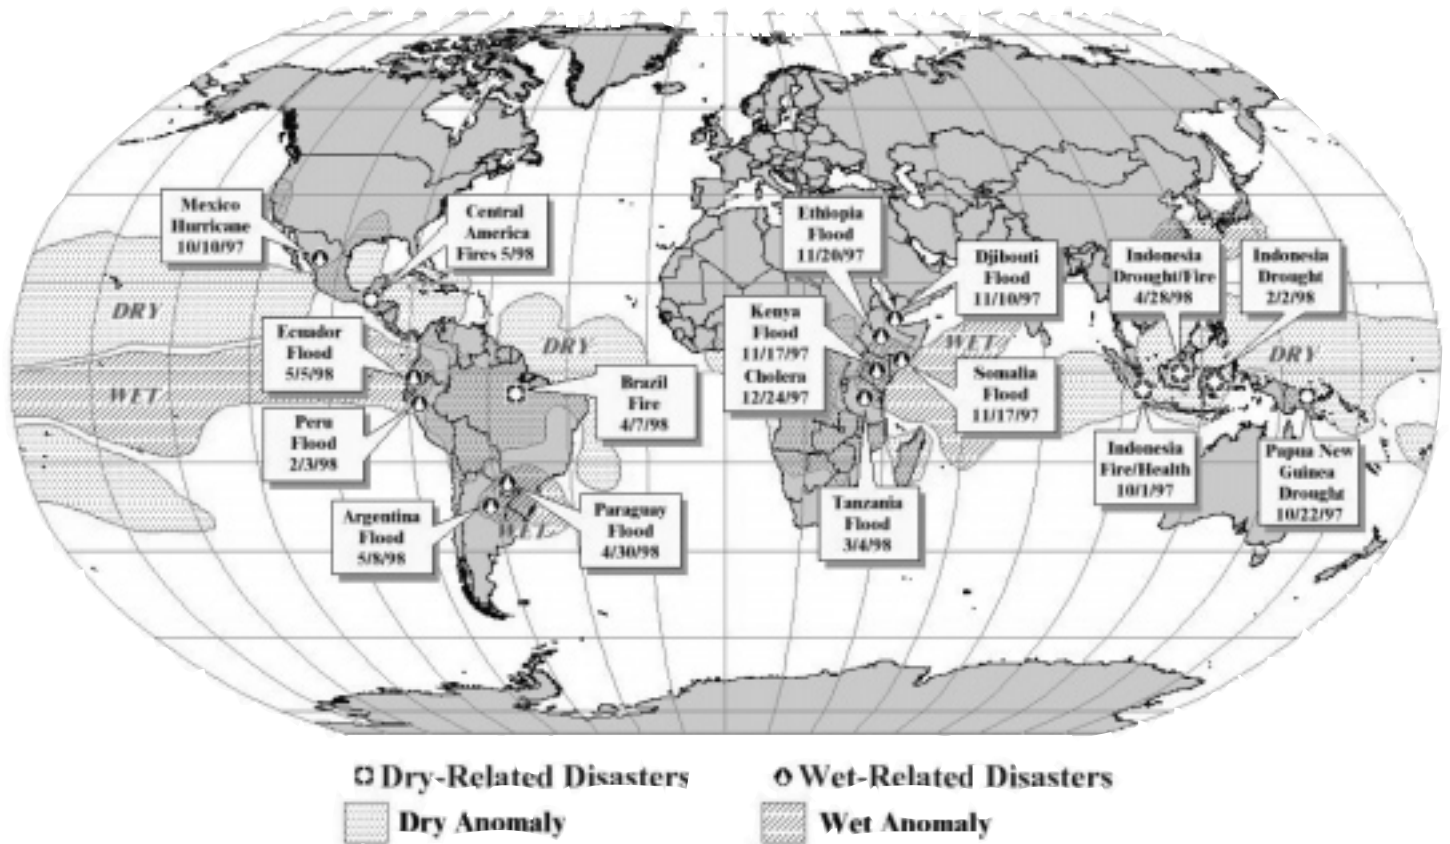 Mexico
Hurricane
10/10/97
Central
America
Fires 5/98
Ethiopia
Flood
11/20/97
Djibouti
Flood
11/10/97
Indonesia
Drought/Fire
4/28/98
Indonesia
Drought
2/2/98
DRY
Ecuador
Flood
5/5/98
DRY
Kenya
Flood
11/17/97
Cholera
12/24/97
WET
DRY
WET
Brazil
Fire
4/7/98
Somalia
Flood
11/17/97
Peru
Flood
2/3/98
Indonesia
Fire/Health
10/1/97
Papua New
Guinea
Drought
10/22/97
Argentina
Flood
5/8/98
WET
Paraguay
Flood
4/30/98
Tanzania
Flood
3/4/98
Dry-Related Disasters
Wet-Related Disasters
Dry Anomaly
Wet Anomaly